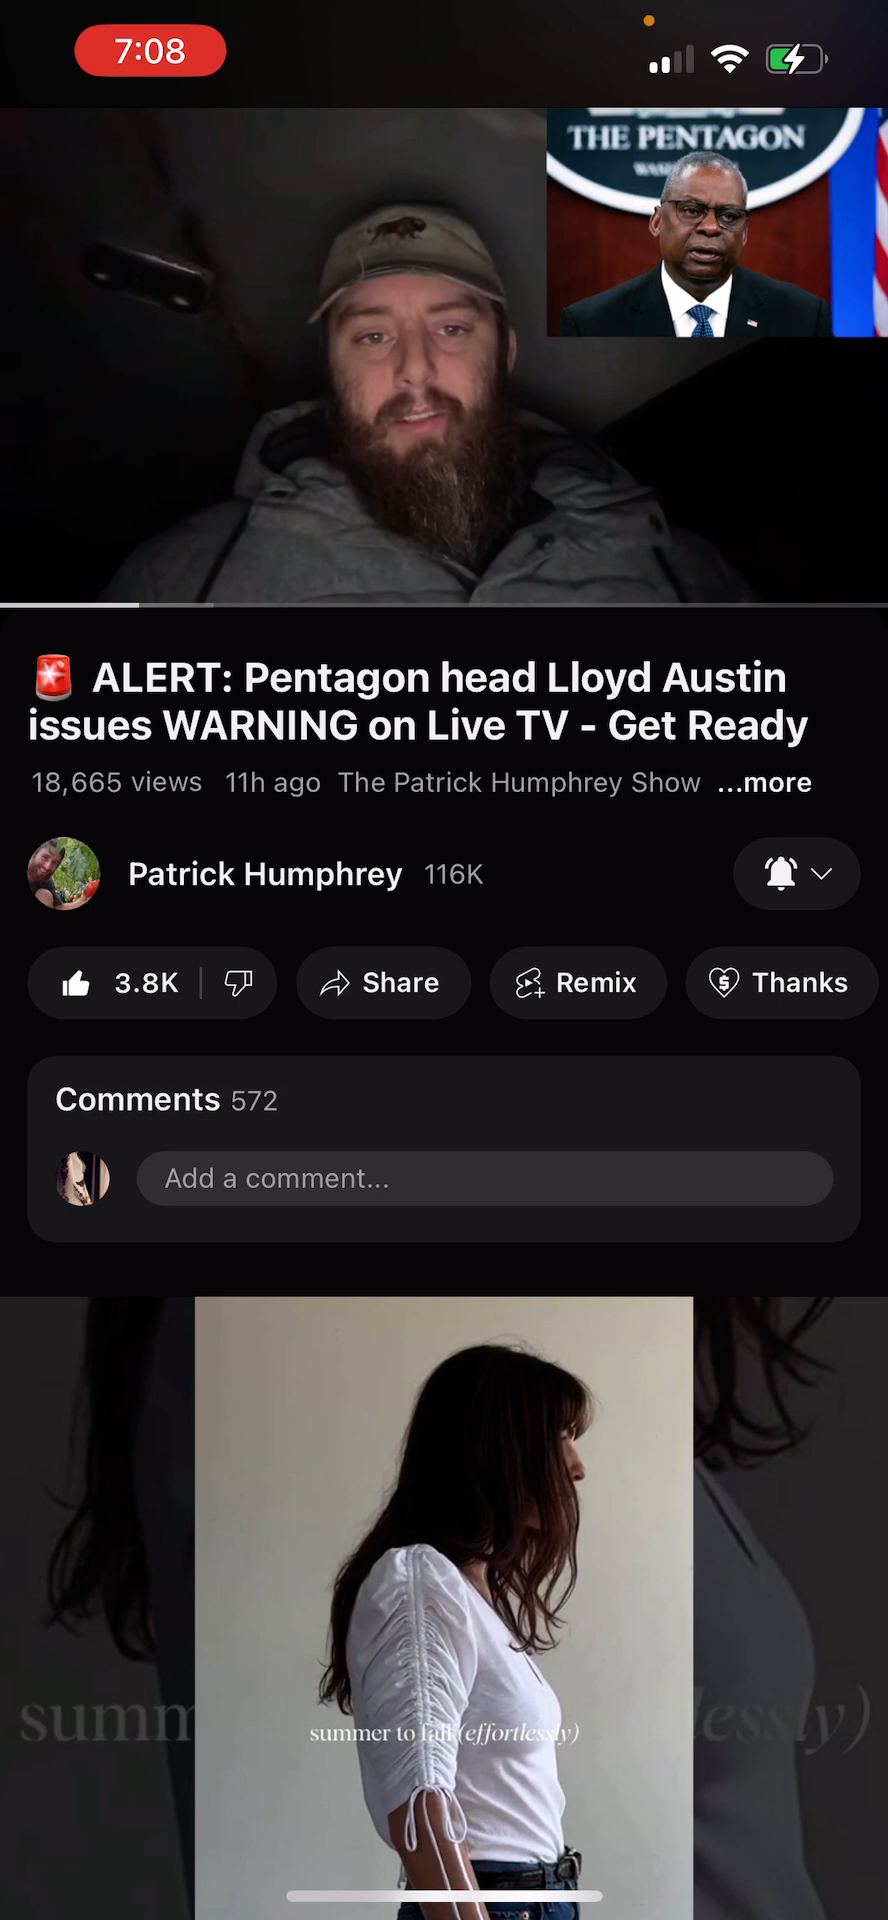 7:08
THE PENTAGON
🚨 ALERT: Pentagon head Lloyd Austin
issues WARNING on Live TV - Get Ready
18,665 views 11h ago The Patrick Humphrey Show ...more
Patrick Humphrey 116K
3.8K Share Remix Thanks
Comments 572
Add a comment...
summ
lessly)
summer to fall (effortlessly)